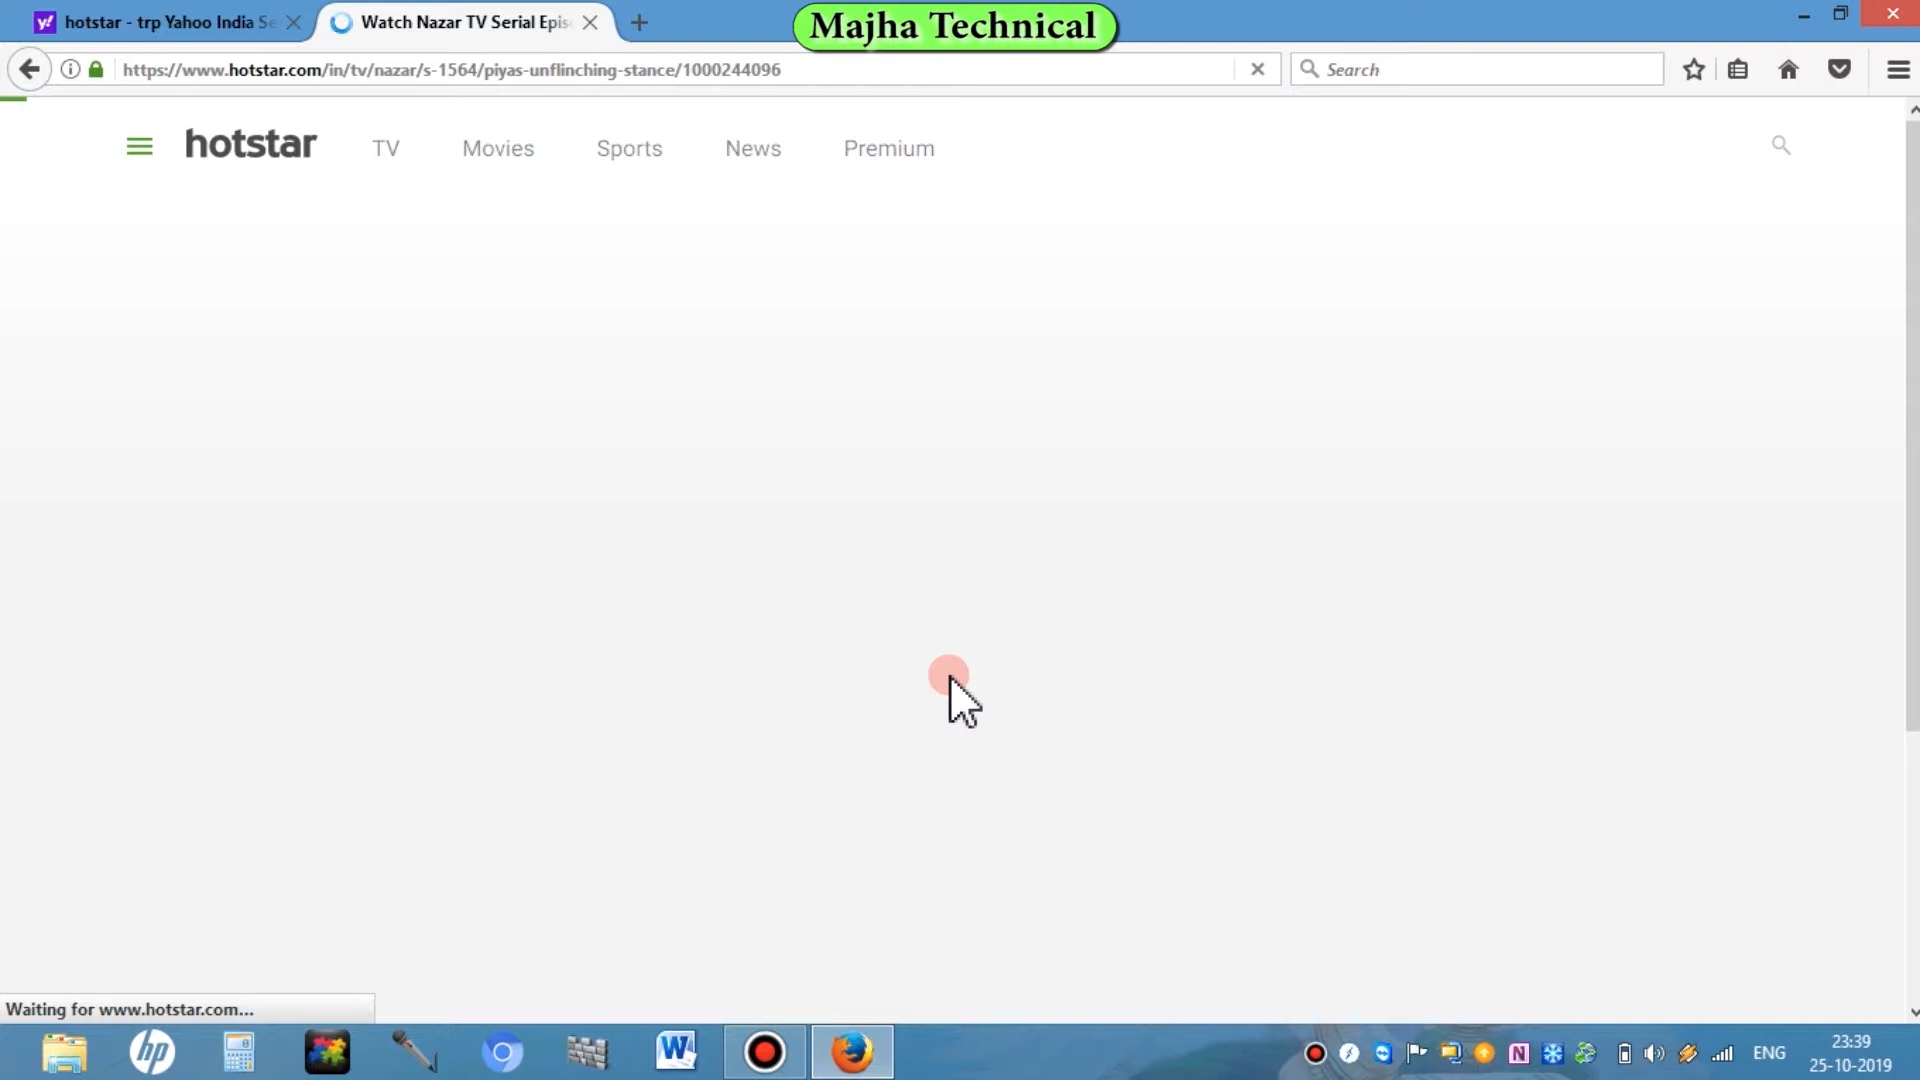 hotstar - trp Yahoo India Se
Watch Nazar TV Serial Epis
Majha Technical
https://www.hotstar.com/in/tv/nazar/s-1564/piyas-unflinching-stance/1000244096
Search
hotstar
TV
Movies
Sports
News
Premium
Waiting for www.hotstar.com...
hp
W
N
ENG
23:39
25-10-2019